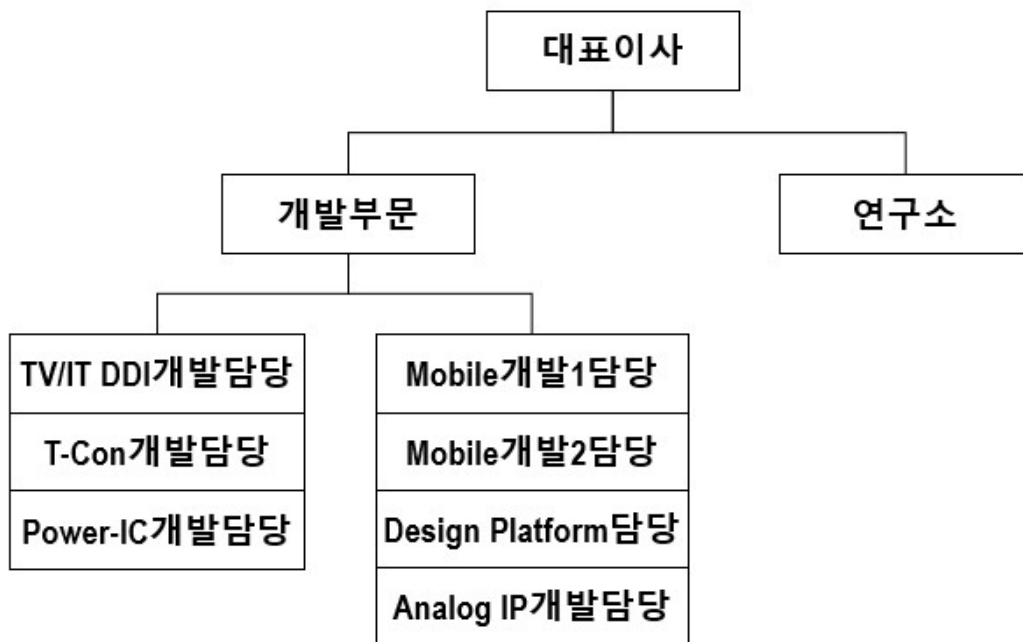 대표이사
개발부문
연구소
TV/IT DDI개발담당
T-Con개발담당
Power-IC개발담당
Mobile개발1담당
Mobile개발2담당
Design Platform담당
Analog IP개발담당